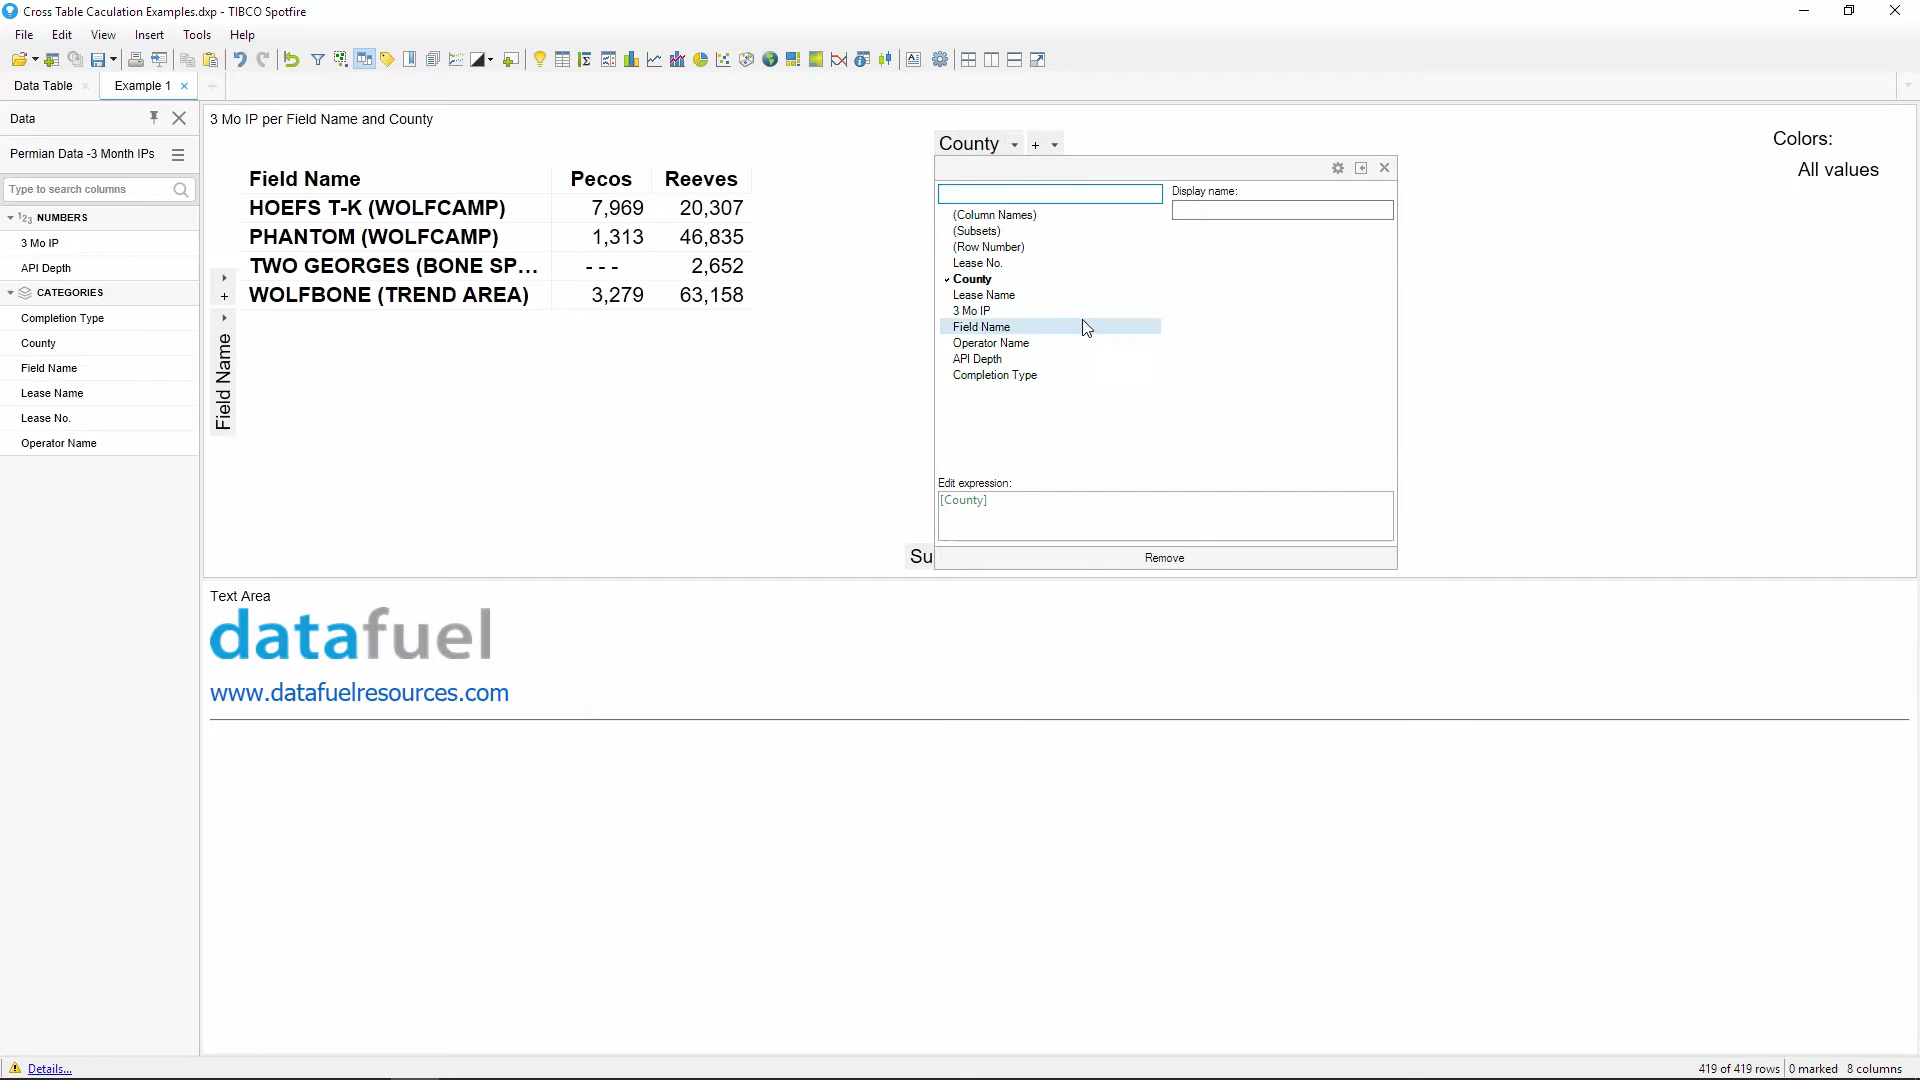 Cross Table Caculation Examples.dxp - TIBCO Spotfire
File Edit View Insert Tools Help
Data Table Example 1
Data
Permian Data -3 Month IPs
Type to search columns
123 NUMBERS
3 Mo IP
API Depth
CATEGORIES
Completion Type
County
Field Name
Lease Name
Lease No.
Operator Name
3 Mo IP per Field Name and County
Field Name Pecos Reeves
HOEFS T-K (WOLFCAMP) 7,969 20,307
PHANTOM (WOLFCAMP) 1,313 46,835
TWO GEORGES (BONE SP... - - - 2,652
WOLFBONE (TREND AREA) 3,279 63,158
+
Field Name
County +
Display name:
(Column Names)
(Subsets)
(Row Number)
Lease No.
County
Lease Name
3 Mo IP
Field Name
Operator Name
API Depth
Completion Type
Edit expression:
[County]
Su
Remove
Colors:
All values
Text Area
datafuel
www.datafuelresources.com
Details...
419 of 419 rows 0 marked 8 columns